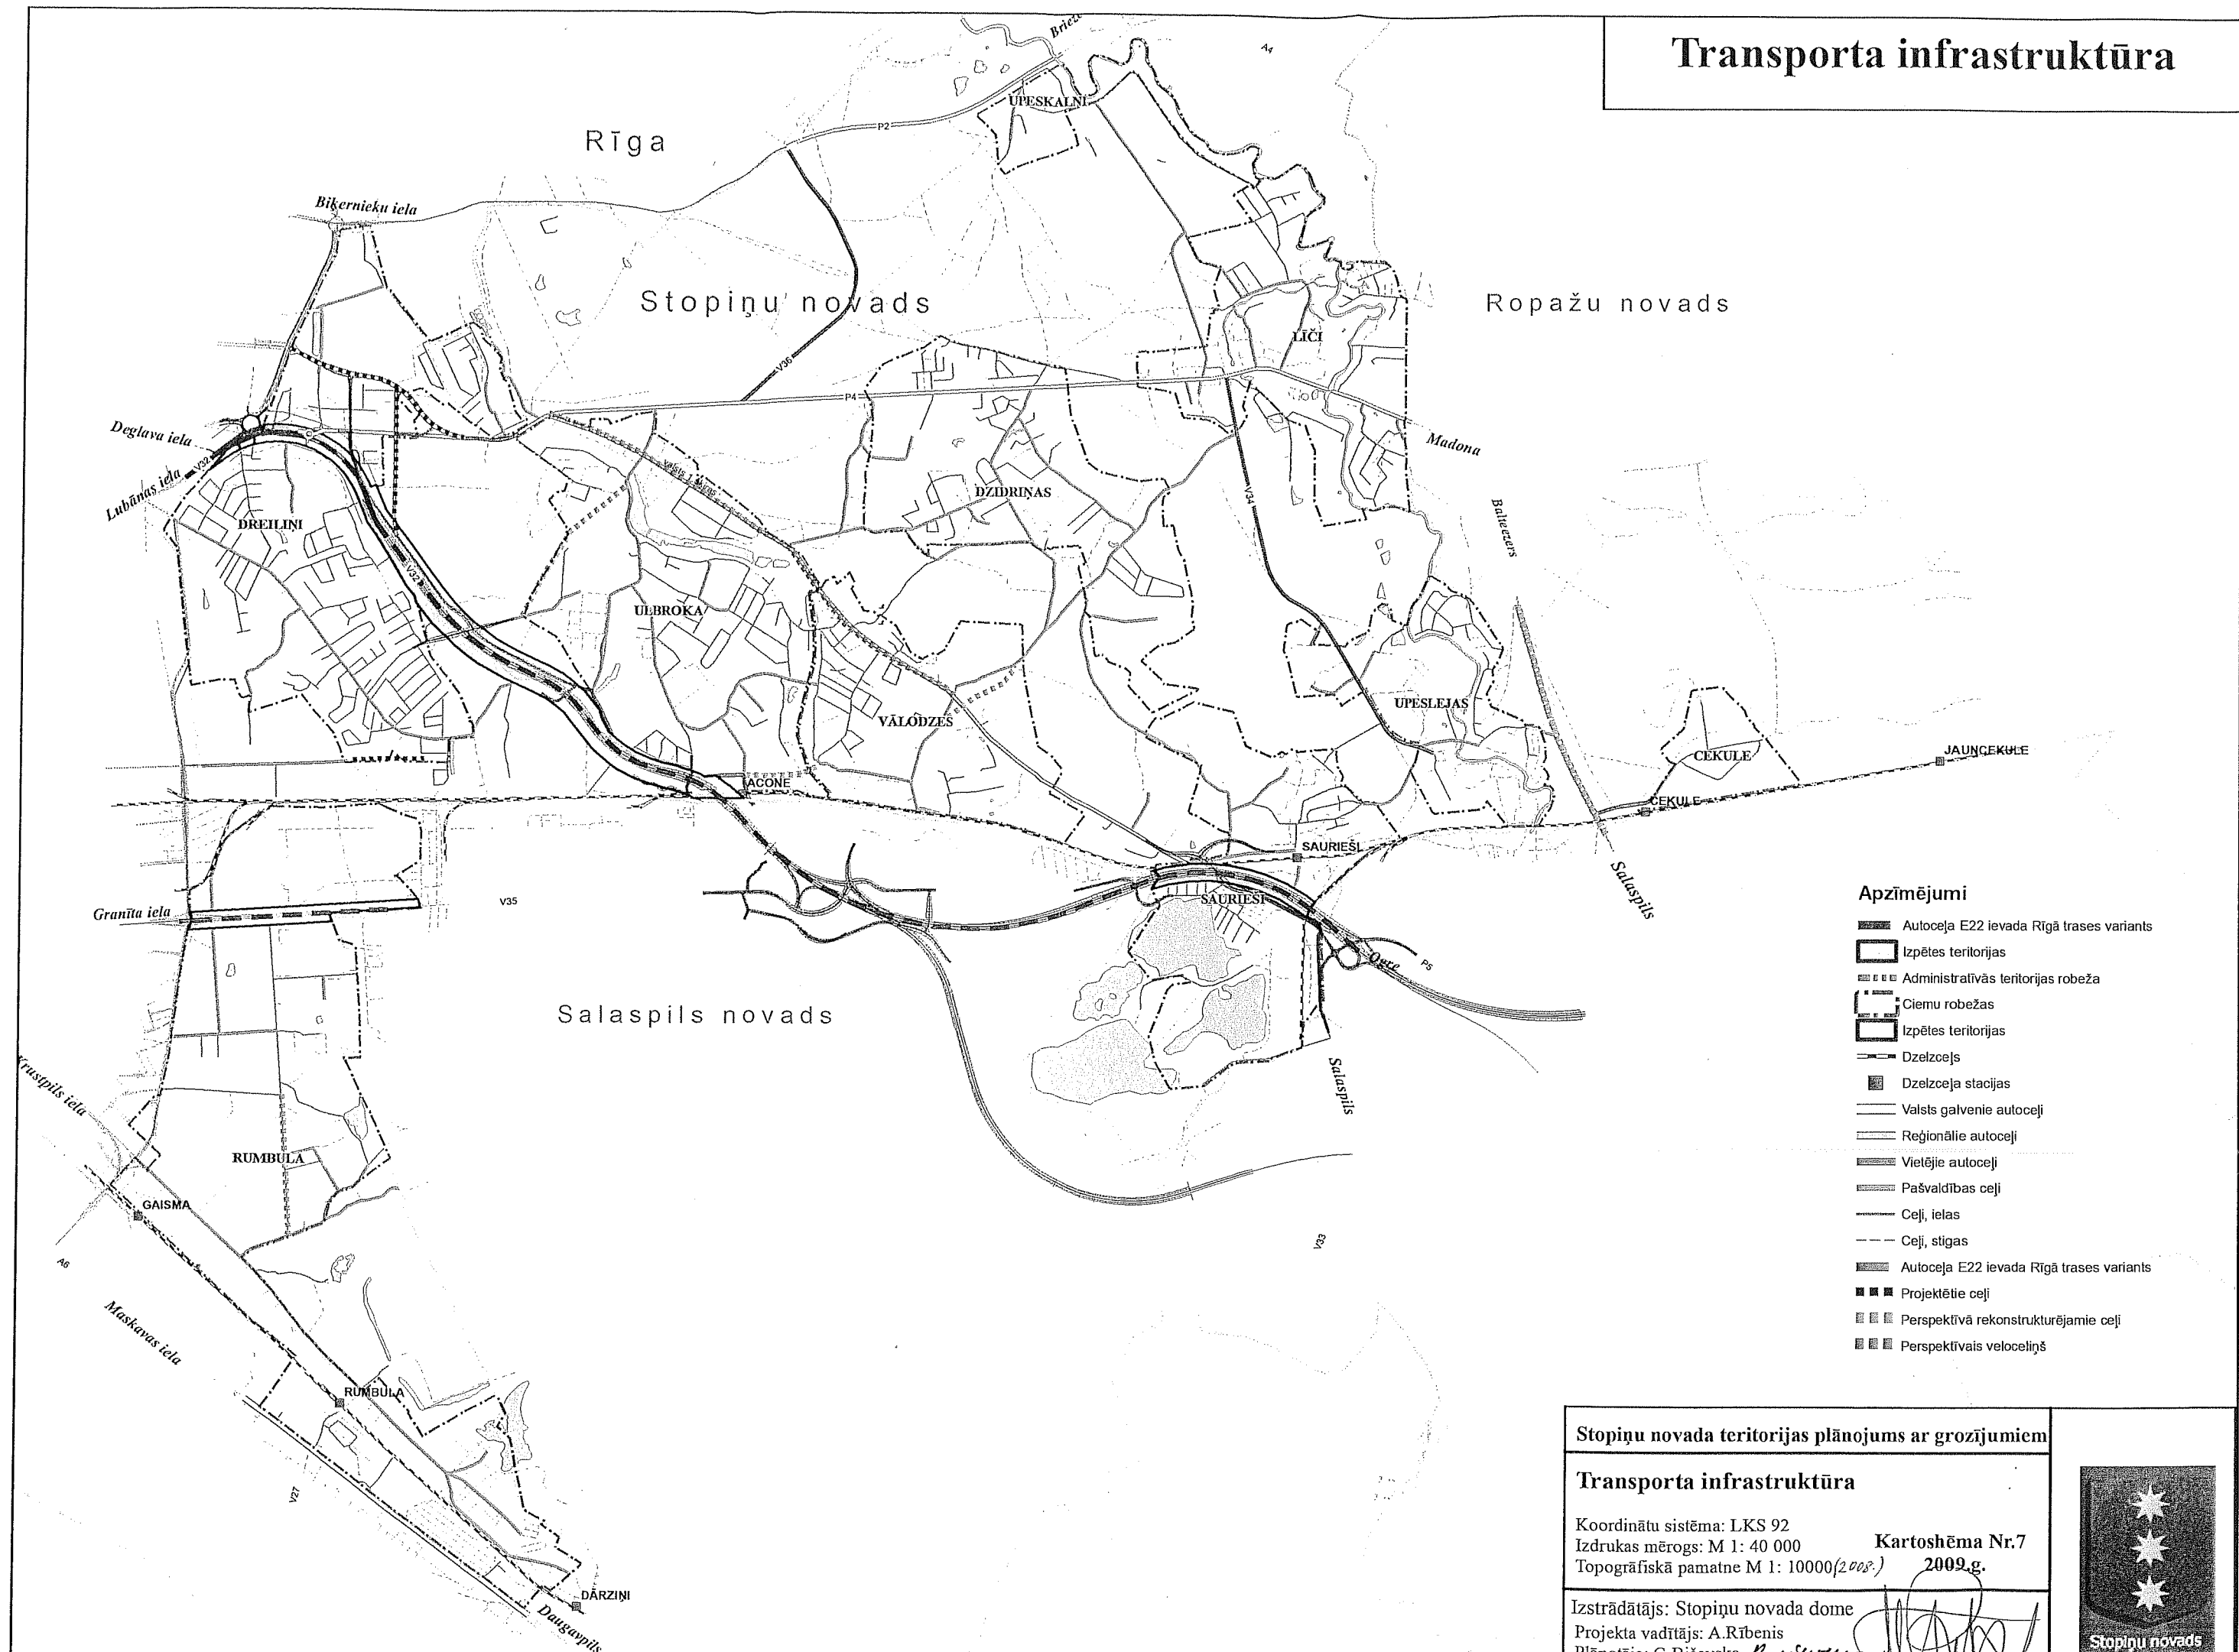 Transporta infrastruktūra
A4
UPESKALNI
P2
Rīga
Biķernieku iela
Stopiņu novads
Ropažu novads
LĪČI
V36
P4
Deglava iela
V32
Lubānas iela
Madona
DREILIŅI
DZIDRIŅAS
V34
Baltezers
V32
ULBROKA
VĀLODZES
UPESLEJAS
CEKULE
JAUNCEKULE
ACONE
CEKULE
SAURIEŠI
Salaspils
SAURIEŠI
Granīta iela
V35
Ogre
P5
Salaspils novads
Salaspils
Krustpils iela
RUMBULA
GAISMA
V33
A6
Maskavas iela
RUMBULA
V27
DĀRZIŅI
Daugavpils
Apzīmējumi
Autoceļa E22 ievada Rīgā trases variants
Izpētes teritorijas
Administratīvās teritorijas robeža
Ciemu robežas
Izpētes teritorijas
Dzelzceļš
Dzelzceļa stacijas
Valsts galvenie autoceļi
Reģionālie autoceļi
Vietējie autoceļi
Pašvaldības ceļi
Ceļi, ielas
Ceļi, stigas
Autoceļa E22 ievada Rīgā trases variants
Projektētie ceļi
Perspektīvā rekonstrukturējamie ceļi
Perspektīvais veloceliņš
Stopiņu novada teritorijas plānojums ar grozījumiem
Transporta infrastruktūra
Koordinātu sistēma: LKS 92
Izdrukas mērogs: M 1: 40 000
Kartoshēma Nr.7
Topogrāfiskā pamatne M 1: 10000 (2008.)
2009.g.
Izstrādātājs: Stopiņu novada dome
Projekta vadītājs: A.Rībenis
Stopiņu novads